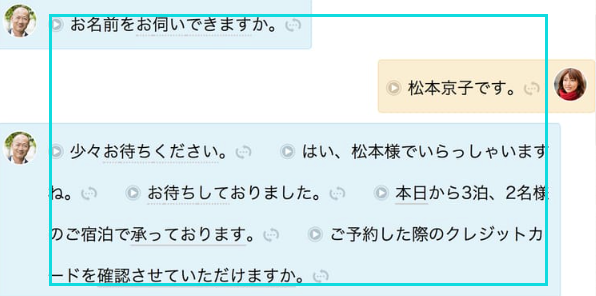 お名前をお伺いできますか。
松本京子です。
少々お待ちください。 はい、松本様でいらっしゃいます
ね。 お待ちしておりました。 本日から3泊、2名様
のご宿泊で承っております。 ご予約した際のクレジットカ
ードを確認させていただけますか。